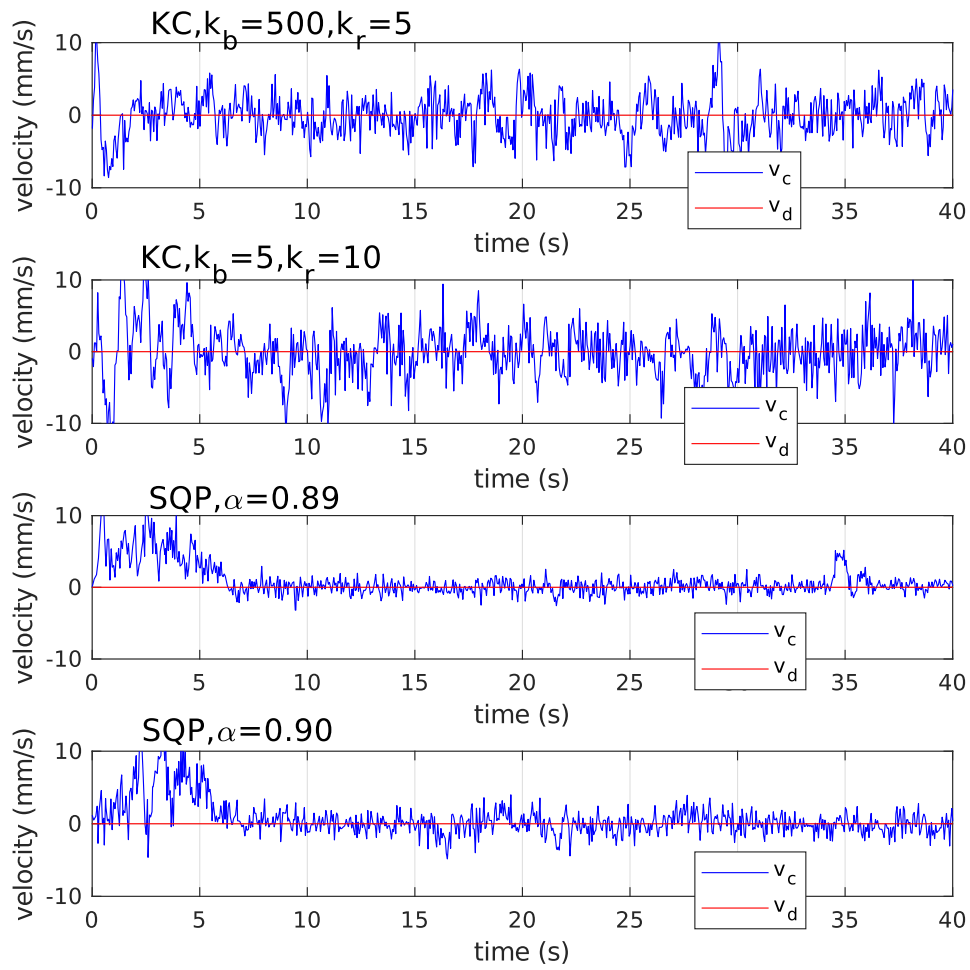 KC,k_b=500,k_r=5
velocity (mm/s)
10
0
-10
0 5 10 15 20 25 35 40
time (s)
v_c
v_d
KC,k_b=5,k_r=10
velocity (mm/s)
10
0
-10
0 5 10 15 20 25 35 40
time (s)
v_c
v_d
SQP,α=0.89
velocity (mm/s)
10
0
-10
0 5 10 15 20 25 35 40
time (s)
v_c
v_d
SQP,α=0.90
velocity (mm/s)
10
0
-10
0 5 10 15 20 25 35 40
time (s)
v_c
v_d